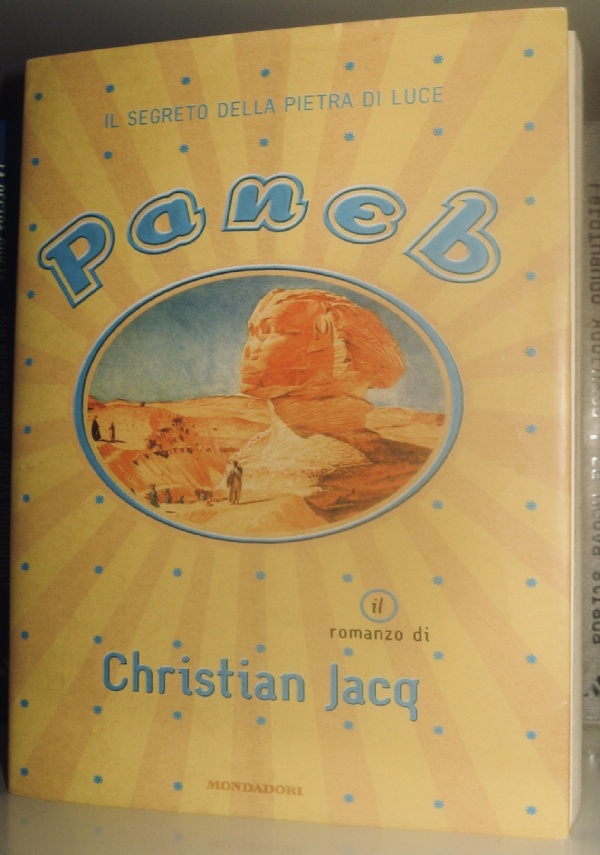 IL SEGRETO DELLA PIETRA DI LUCE
Paneb
il
romanzo di
Christian Jacq
MONDADORI